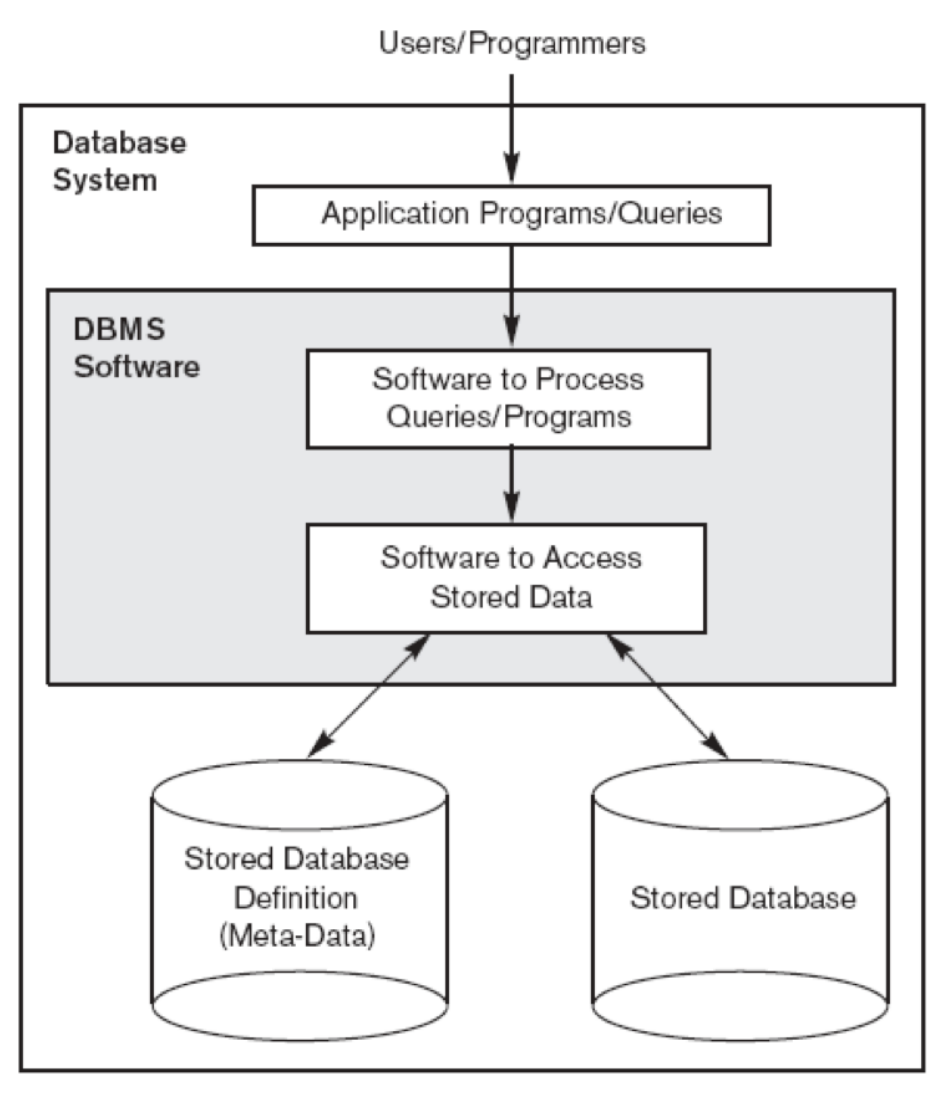 Users/Programmers
Database
System
Application Programs/Queries
DBMS
Software
Software to Process
Queries/Programs
Software to Access
Stored Data
Stored Database
Definition
(Meta-Data)
Stored Database